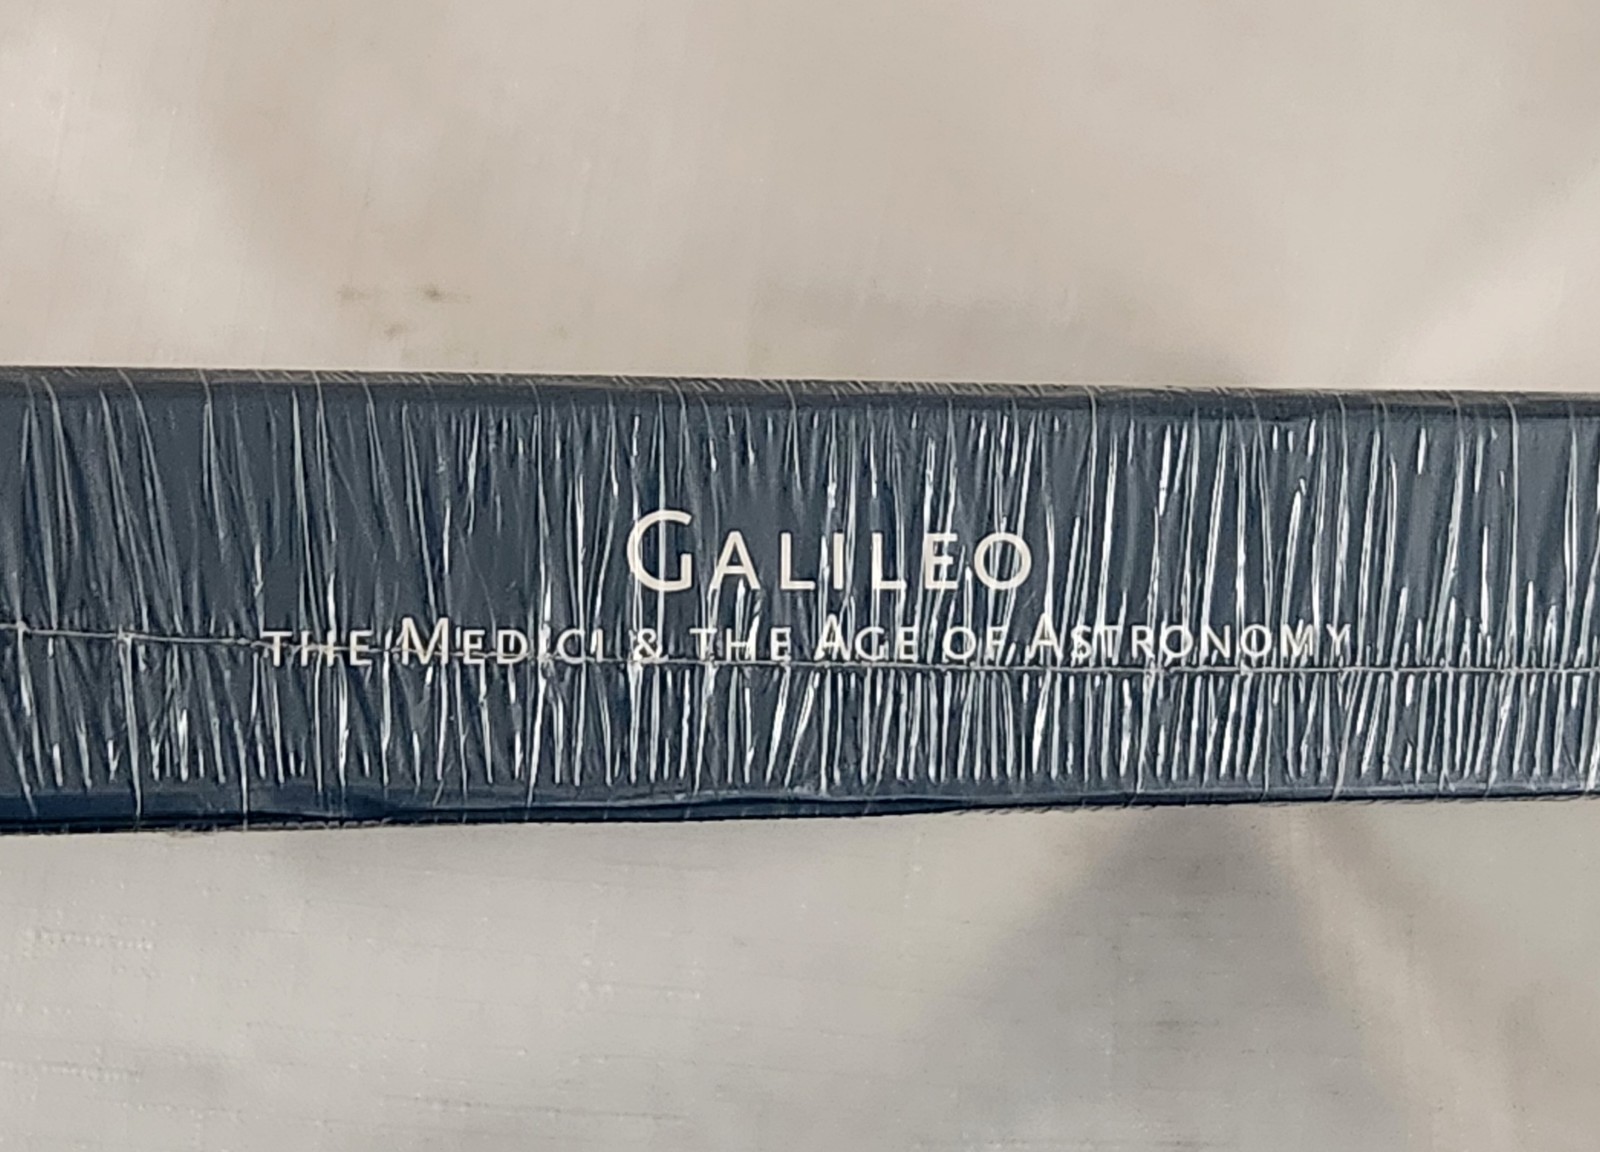 GALILEO
THE MEDICI & THE AGE OF ASTRONOMY